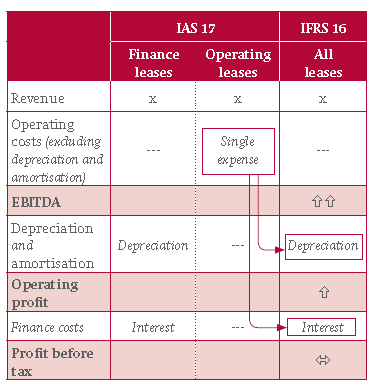 IAS 17 IFRS 16
Finance Operating All
leases leases leases
Revenue x x x
Operating
costs (excluding
depreciation and
amortisation) --- Single
expense ---
EBITDA ⇧⇧
Depreciation
and
amortisation Depreciation --- Depreciation
Operating
profit ⇧
Finance costs Interest --- Interest
Profit before
tax ⬄